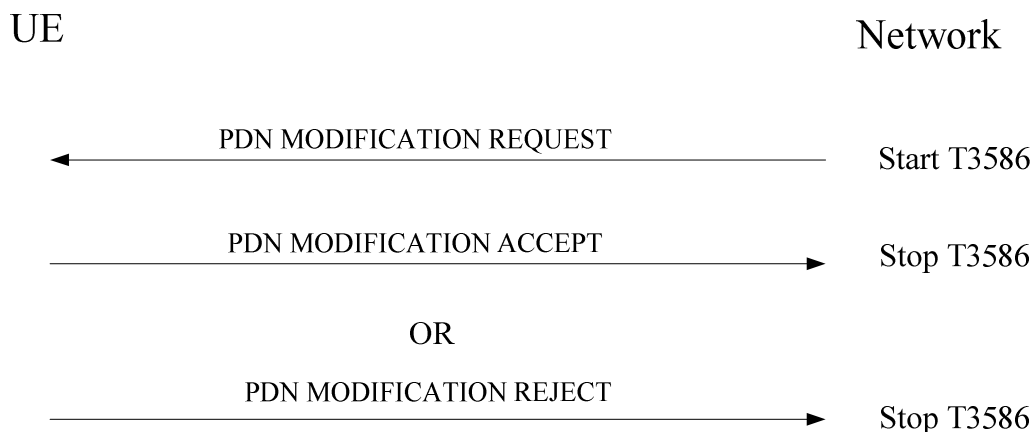 UE
Network
PDN MODIFICATION REQUEST
Start T3586
PDN MODIFICATION ACCEPT
Stop T3586
OR
PDN MODIFICATION REJECT
Stop T3586